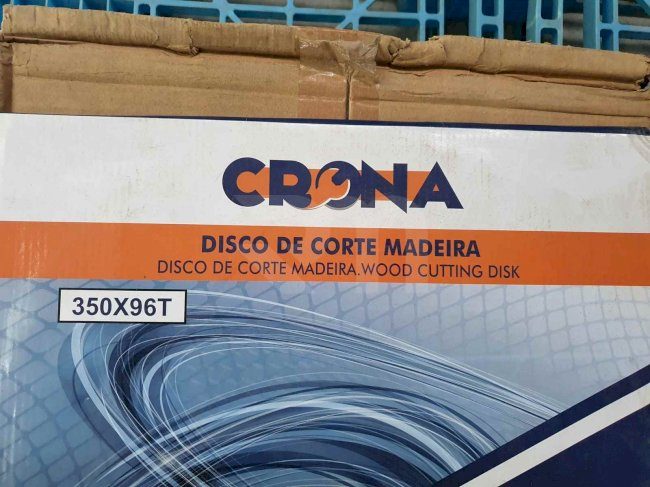 CRONA
DISCO DE CORTE MADEIRA
DISCO DE CORTE MADEIRA.WOOD CUTTING DISK
350X96T